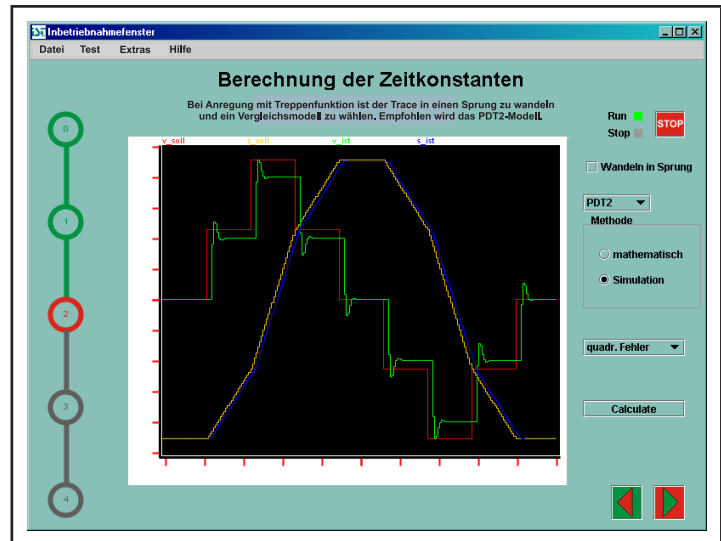 isg Inbetriebnahmefenster
Datei Test Extras Hilfe
Berechnung der Zeitkonstanten
Bei Anregung mit Treppenfunktion ist der Trace in einen Sprung zu wandeln
und ein Vergleichsmodell zu wählen. Empfohlen wird das PDT2-Modell.
v_soll s_soll v_ist s_ist
0
1
2
3
4
Run
Stop
STOP
Wandeln in Sprung
PDT2
Methode
mathematisch
Simulation
quadr. Fehler
Calculate